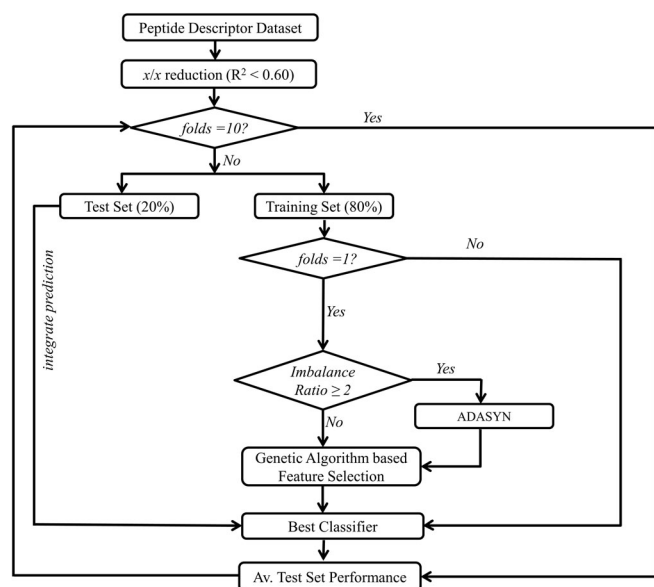 Peptide Descriptor Dataset
x/x reduction (R² < 0.60)
folds =10?
Yes
No
Test Set (20%)
Training Set (80%)
folds =1?
No
integrate prediction
Yes
Imbalance
Ratio ≥ 2
Yes
ADASYN
No
Genetic Algorithm based
Feature Selection
Best Classifier
Av. Test Set Performance